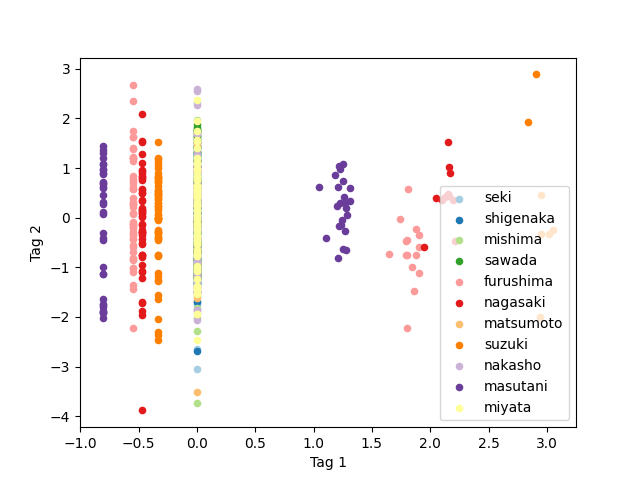 3
2
1
0
−1
−2
−3
−4
Tag 2
−1.0 −0.5 0.0 0.5 1.0 1.5 2.0 2.5 3.0
Tag 1
seki
shigenaka
mishima
sawada
furushima
nagasaki
matsumoto
suzuki
nakasho
masutani
miyata